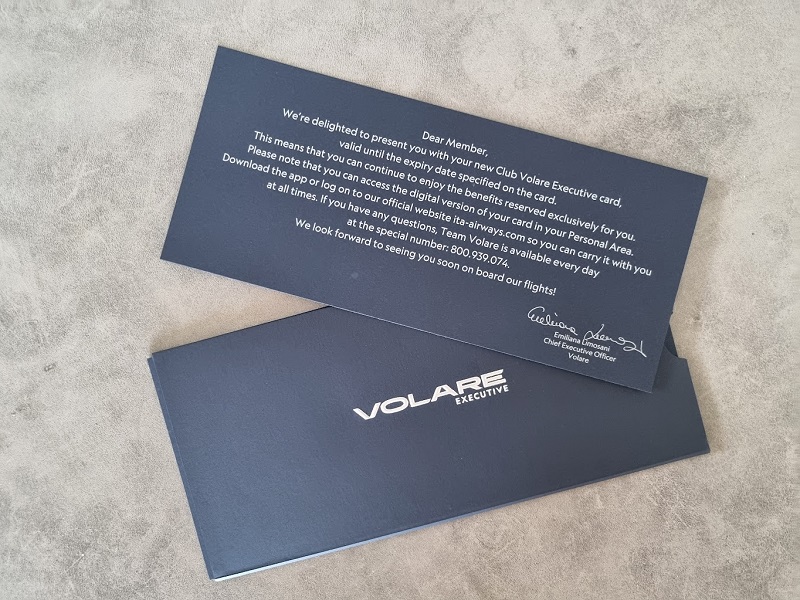 Dear Member,
We're delighted to present you with your new Club Volare Executive card,
valid until the expiry date specified on the card.
This means that you can continue to enjoy the benefits reserved exclusively for you.
Please note that you can access the digital version of your card in your Personal Area.
Download the app or log on to our official website ita-airways.com so you can carry it with you
at all times. If you have any questions, Team Volare is available every day
at the special number: 800.939.074.
We look forward to seeing you soon on board our flights!
Emiliana Limosani
Chief Executive Officer
Volare
VOLARE
EXECUTIVE